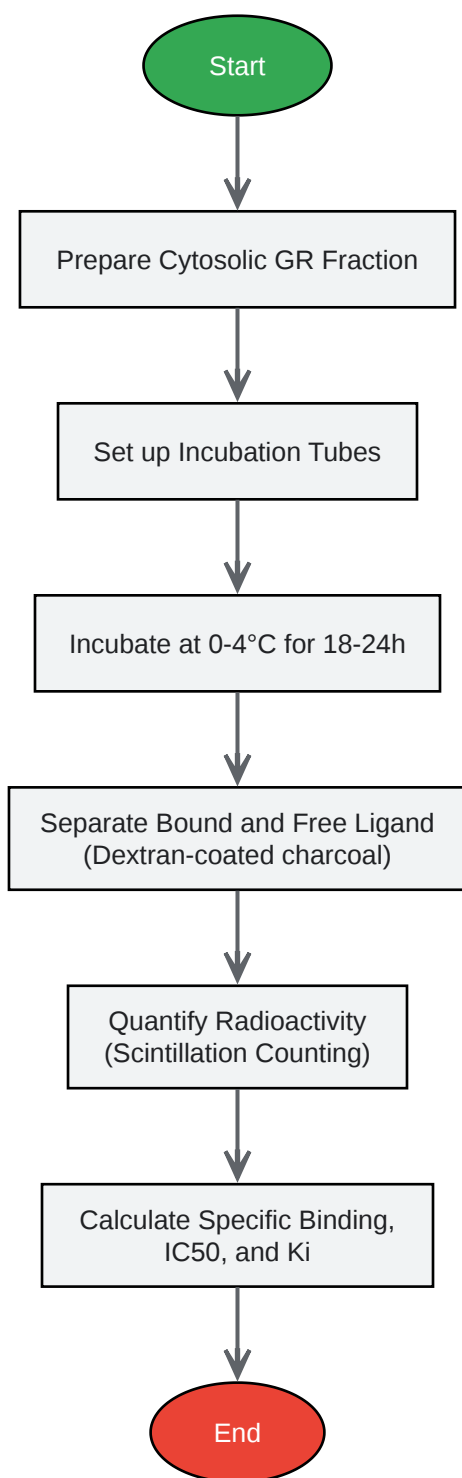 Start
Prepare Cytosolic GR Fraction
Set up Incubation Tubes
Incubate at 0-4°C for 18-24h
Separate Bound and Free Ligand
(Dextran-coated charcoal)
Quantify Radioactivity
(Scintillation Counting)
Calculate Specific Binding,
IC50, and Ki
End